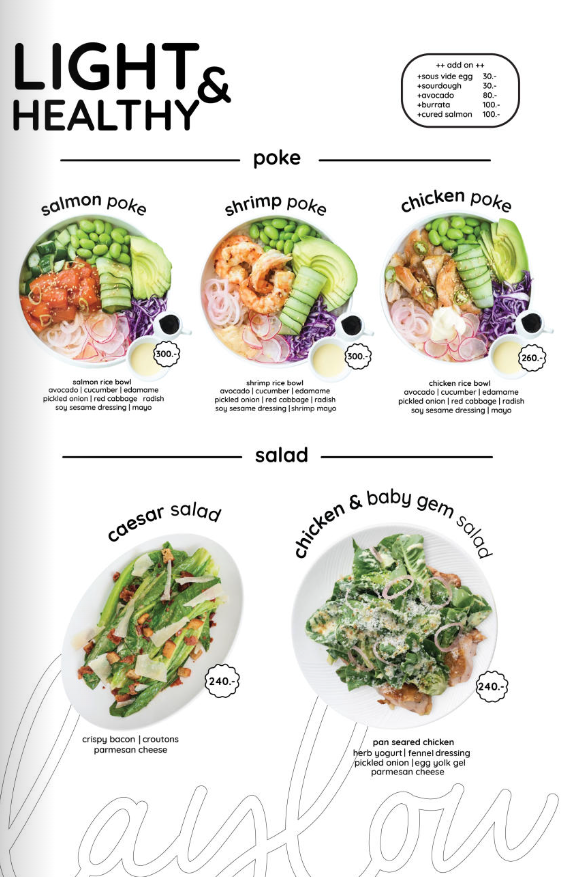 LIGHT &
HEALTHY
++ add on ++
+sous vide egg 30.-
+sourdough 30.-
+avocado 80.-
+burrata 100.-
+cured salmon 100.-
poke
salmon poke
300.-
salmon rice bowl
avocado | cucumber | edamame
pickled onion | red cabbage radish
soy sesame dressing | mayo
shrimp poke
300.-
shrimp rice bowl
avocado | cucumber | edamame
pickled onion | red cabbage | radish
soy sesame dressing | shrimp mayo
chicken poke
260.-
chicken rice bowl
avocado | cucumber | edamame
pickled onion | red cabbage | radish
soy sesame dressing | mayo
salad
caesar salad
240.-
crispy bacon | croutons
parmesan cheese
chicken & baby gem salad
240.-
pan seared chicken
herb yogurt | fennel dressing
pickled onion | egg yolk gel
parmesan cheese
laylow